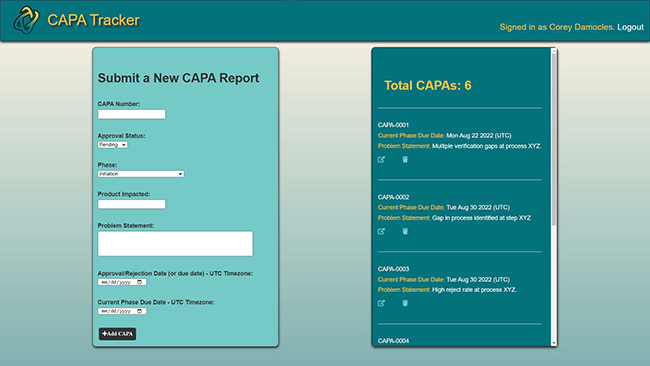 CAPA Tracker
Signed in as Corey Damocles. Logout
Submit a New CAPA Report
CAPA Number:
Approval Status:
Pending
Phase:
Initiation
Product Impacted:
Problem Statement:
Approval/Rejection Date (or due date) - UTC Timezone:
mm/dd/yyyy
Current Phase Due Date - UTC Timezone:
mm/dd/yyyy
+Add CAPA
Total CAPAs: 6
CAPA-0001
Current Phase Due Date: Mon Aug 22 2022 (UTC)
Problem Statement: Multiple verification gaps at process XYZ.
CAPA-0002
Current Phase Due Date: Tue Aug 30 2022 (UTC)
Problem Statement: Gap in process identified at step XYZ
CAPA-0003
Current Phase Due Date: Tue Aug 30 2022 (UTC)
Problem Statement: High reject rate at process XYZ.
CAPA-0004